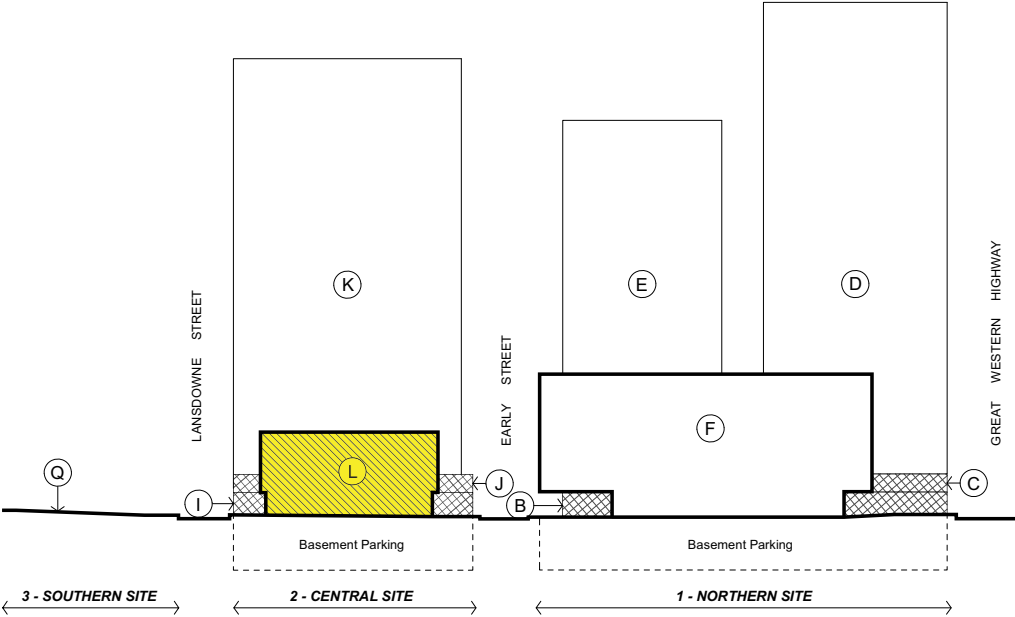 K
E
D
LANSDOWNE STREET
EARLY STREET
GREAT WESTERN HIGHWAY
F
Q
L
J
C
I
B
Basement Parking
Basement Parking
3 - SOUTHERN SITE
2 - CENTRAL SITE
1 - NORTHERN SITE